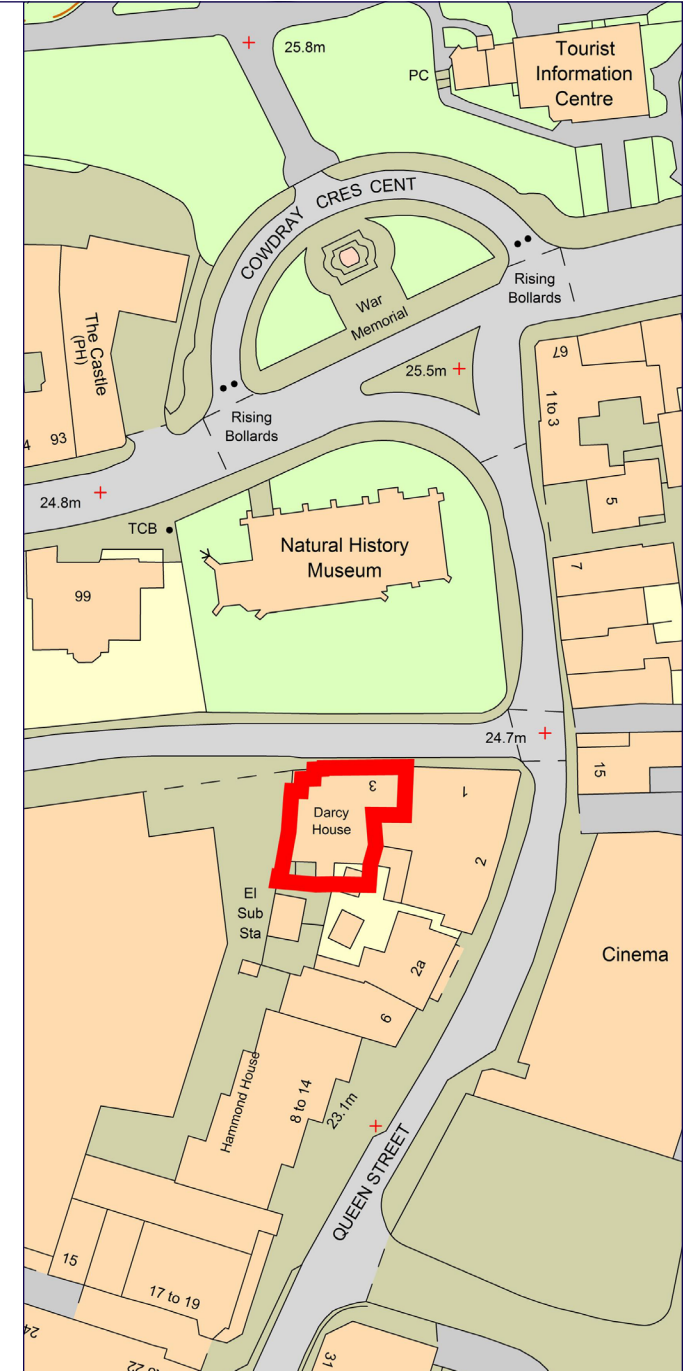 25.8m
Tourist
Information
Centre
PC
COWDRAY CRES CENT
Rising
Bollards
War
Memorial
The Castle
(PH)
25.5m
67
1 to 3
Rising
Bollards
4
93
5
24.8m
TCB
Natural History
Museum
7
99
24.7m
15
3
1
Darcy
House
2
El
Sub
Sta
Cinema
2a
6
Hammond House
8 to 14
23.1m
QUEEN STREET
15
17 to 19
24
31